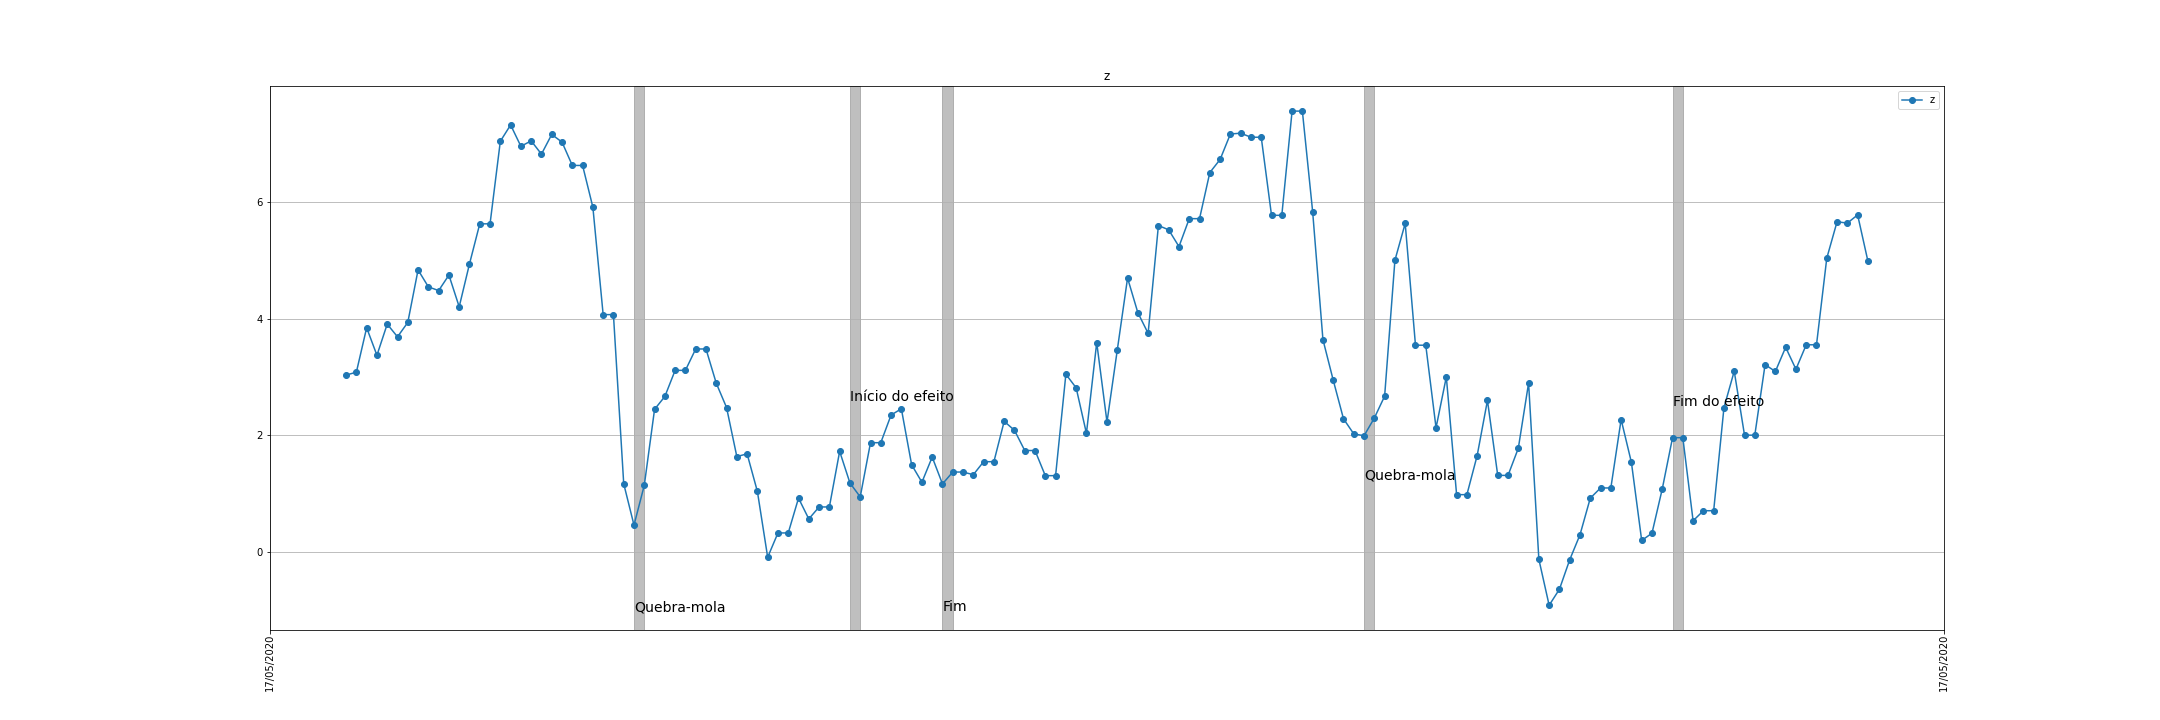 z
z
6
4
2
0
Início do efeito
Fim do efeito
Quebra-mola
Quebra-mola
Fim
17/05/2020
17/05/2020